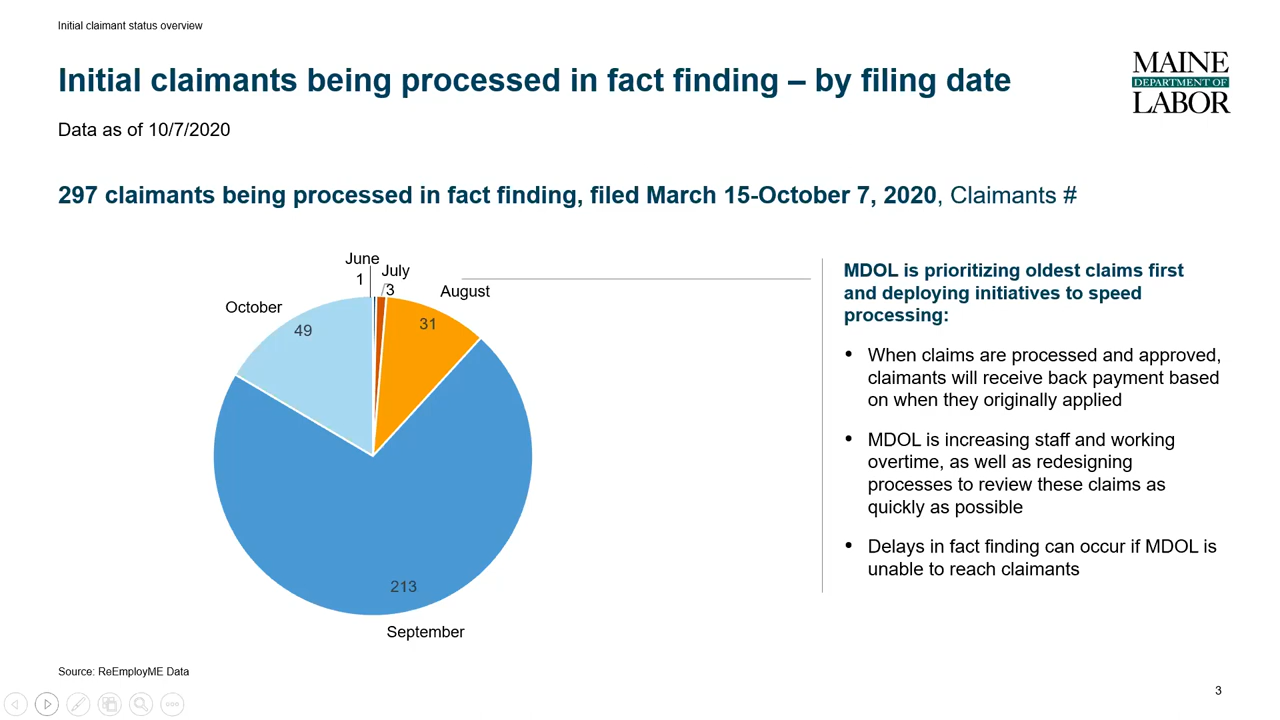 Initial claimant status overview
Initial claimants being processed in fact finding – by filing date
MAINE
DEPARTMENT OF
LABOR
Data as of 10/7/2020
297 claimants being processed in fact finding, filed March 15-October 7, 2020, Claimants #
June
1
July
3
August
31
October
49
213
September
MDOL is prioritizing oldest claims first
and deploying initiatives to speed
processing:
• When claims are processed and approved,
claimants will receive back payment based
on when they originally applied
• MDOL is increasing staff and working
overtime, as well as redesigning
processes to review these claims as
quickly as possible
• Delays in fact finding can occur if MDOL is
unable to reach claimants
Source: ReEmployME Data
3